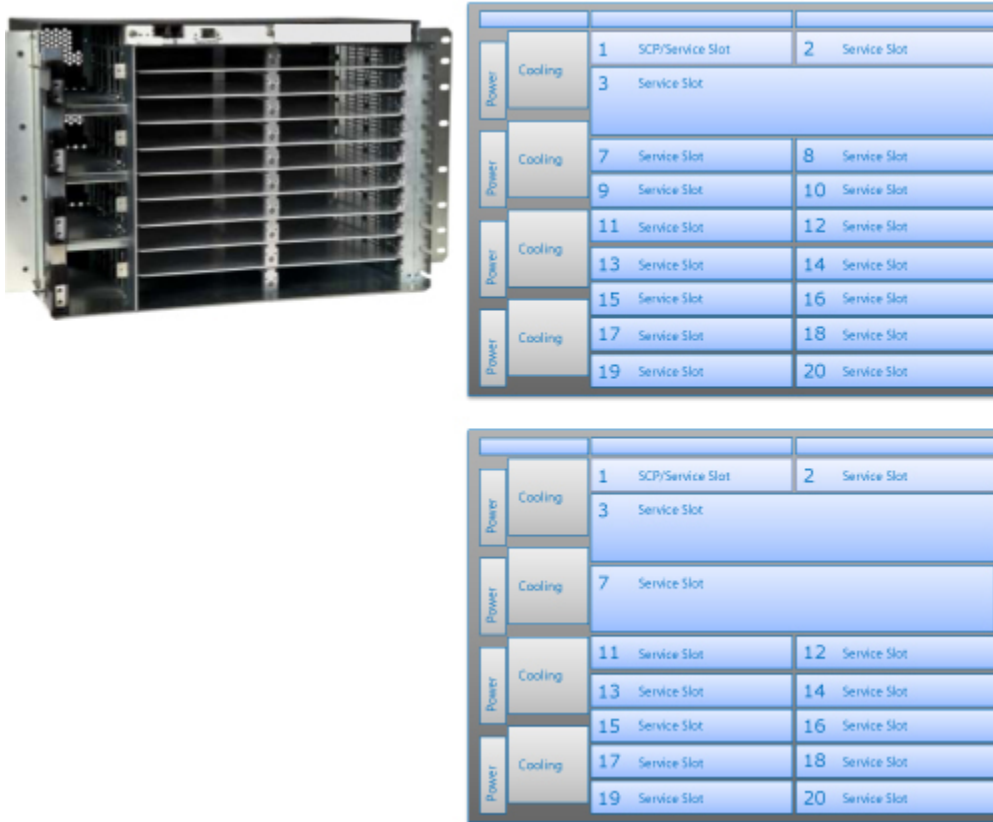 1 SCP/Service Slot 2 Service Slot
Power Cooling
3 Service Slot
Power Cooling
7 Service Slot 8 Service Slot
9 Service Slot 10 Service Slot
Power Cooling
11 Service Slot 12 Service Slot
13 Service Slot 14 Service Slot
15 Service Slot 16 Service Slot
Power Cooling
17 Service Slot 18 Service Slot
19 Service Slot 20 Service Slot
1 SCP/Service Slot 2 Service Slot
Power Cooling
3 Service Slot
Power Cooling
7 Service Slot
11 Service Slot 12 Service Slot
Power Cooling
13 Service Slot 14 Service Slot
15 Service Slot 16 Service Slot
Power Cooling
17 Service Slot 18 Service Slot
19 Service Slot 20 Service Slot